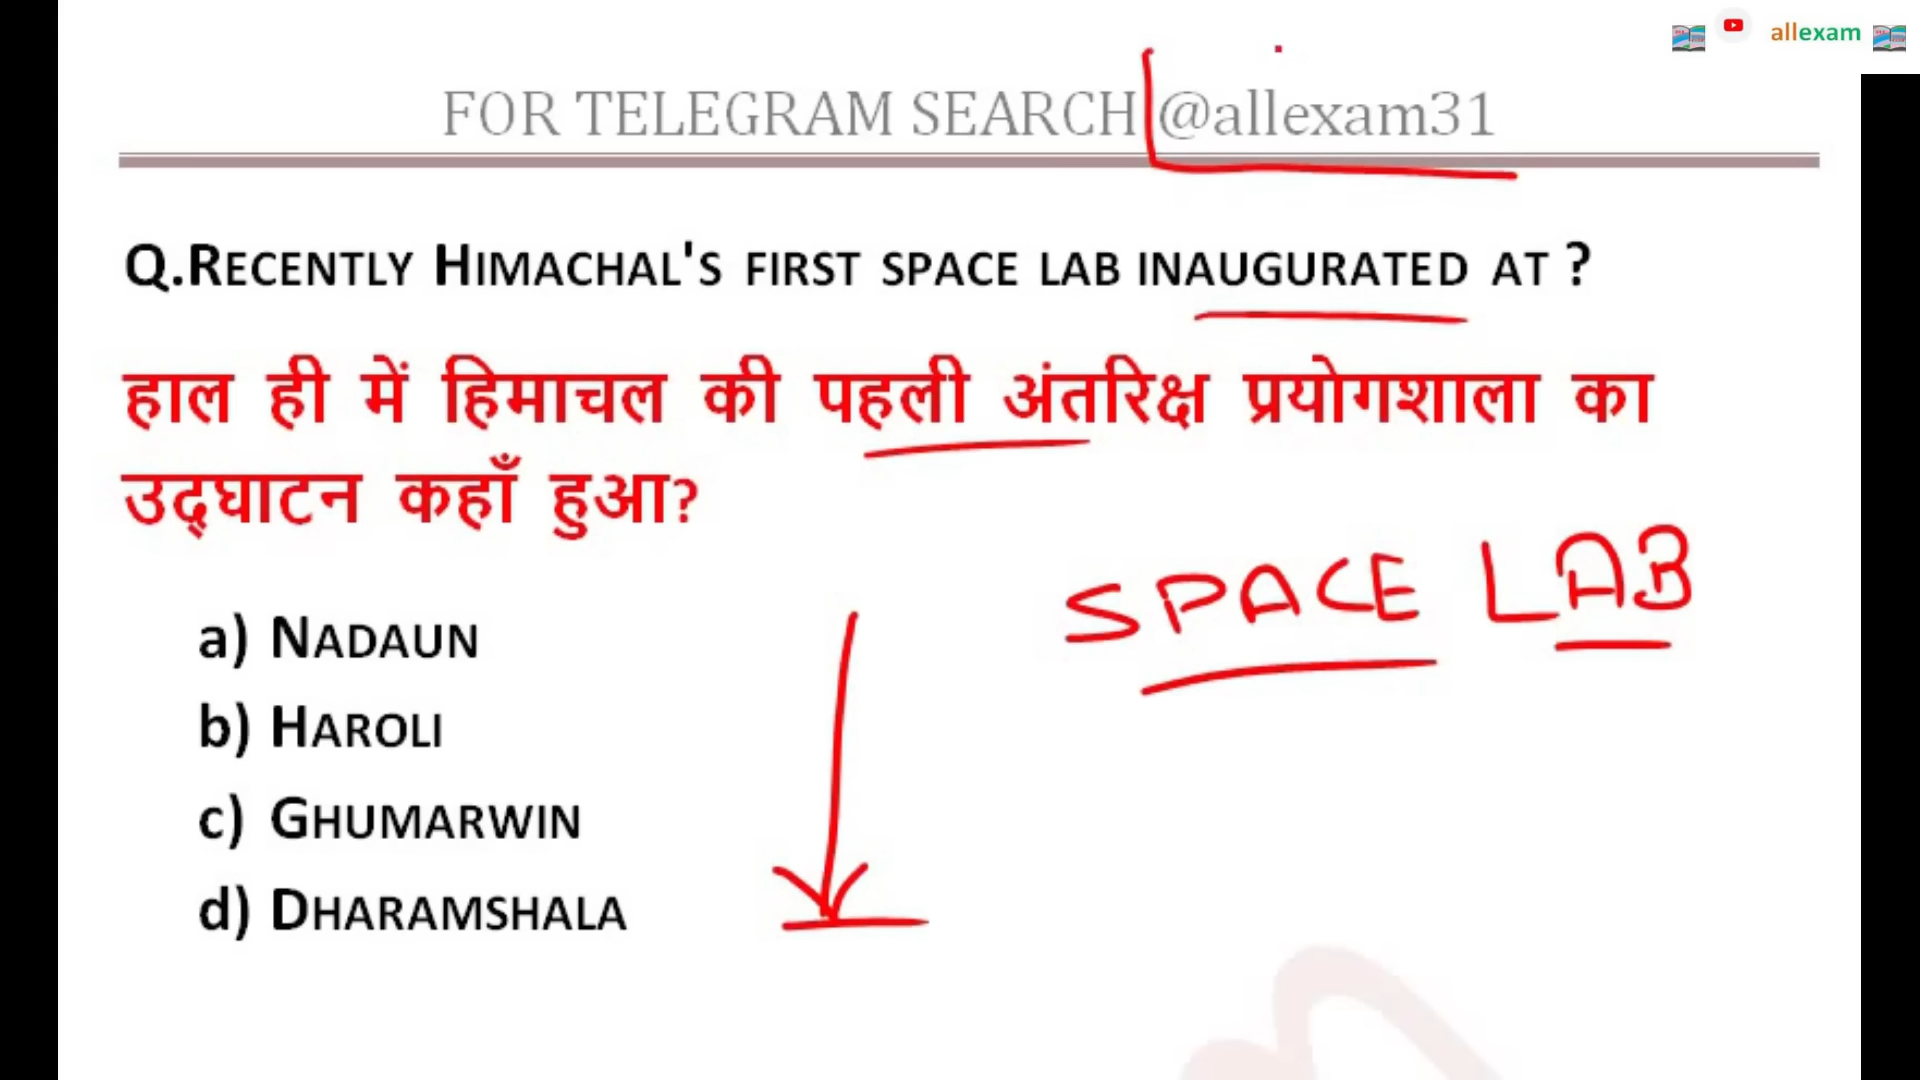 allexam
FOR TELEGRAM SEARCH @allexam31
Q.RECENTLY HIMACHAL'S FIRST SPACE LAB INAUGURATED AT ?
हाल ही में हिमाचल की पहली अंतरिक्ष प्रयोगशाला का
उद्घाटन कहाँ हुआ?
SPACE LAB
a) NADAUN
b) HAROLI
c) GHUMARWIN
d) DHARAMSHALA